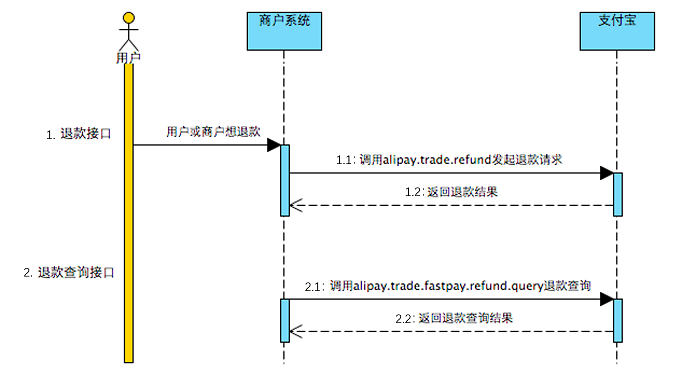 商户系统
支付宝
用户
1. 退款接口
用户或商户想退款
1.1: 调用alipay.trade.refund发起退款请求
1.2: 返回退款结果
2. 退款查询接口
2.1: 调用alipay.trade.fastpay.refund.query退款查询
2.2: 返回退款查询结果